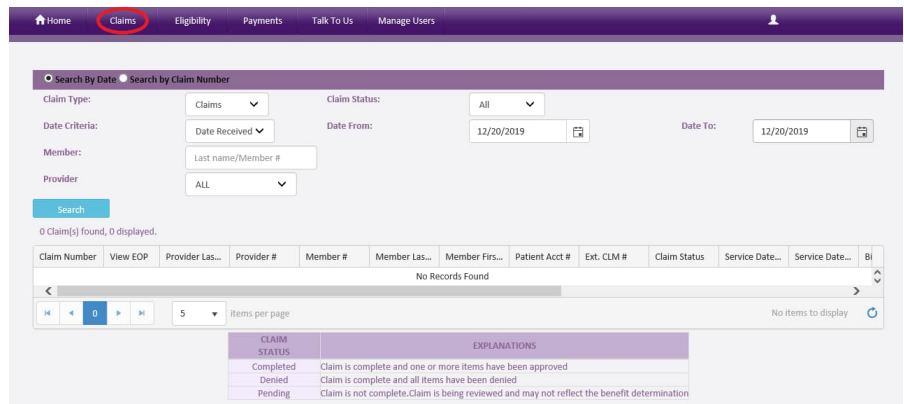 Home Claims Eligibility Payments Talk To Us Manage Users
Search By Date Search by Claim Number
Claim Type: Claims Claim Status: All
Date Criteria: Date Received Date From: 12/20/2019 Date To: 12/20/2019
Member: Last name/Member #
Provider ALL
Search
0 Claim(s) found, 0 displayed.
Claim Number View EOP Provider Las... Provider # Member # Member Las... Member Firs... Patient Acct # Ext. CLM # Claim Status Service Date... Service Date... Bi
No Records Found
0 5 items per page No items to display
CLAIM STATUS EXPLANATIONS
Completed Claim is complete and one or more items have been approved
Denied Claim is complete and all items have been denied
Pending Claim is not complete.Claim is being reviewed and may not reflect the benefit determination